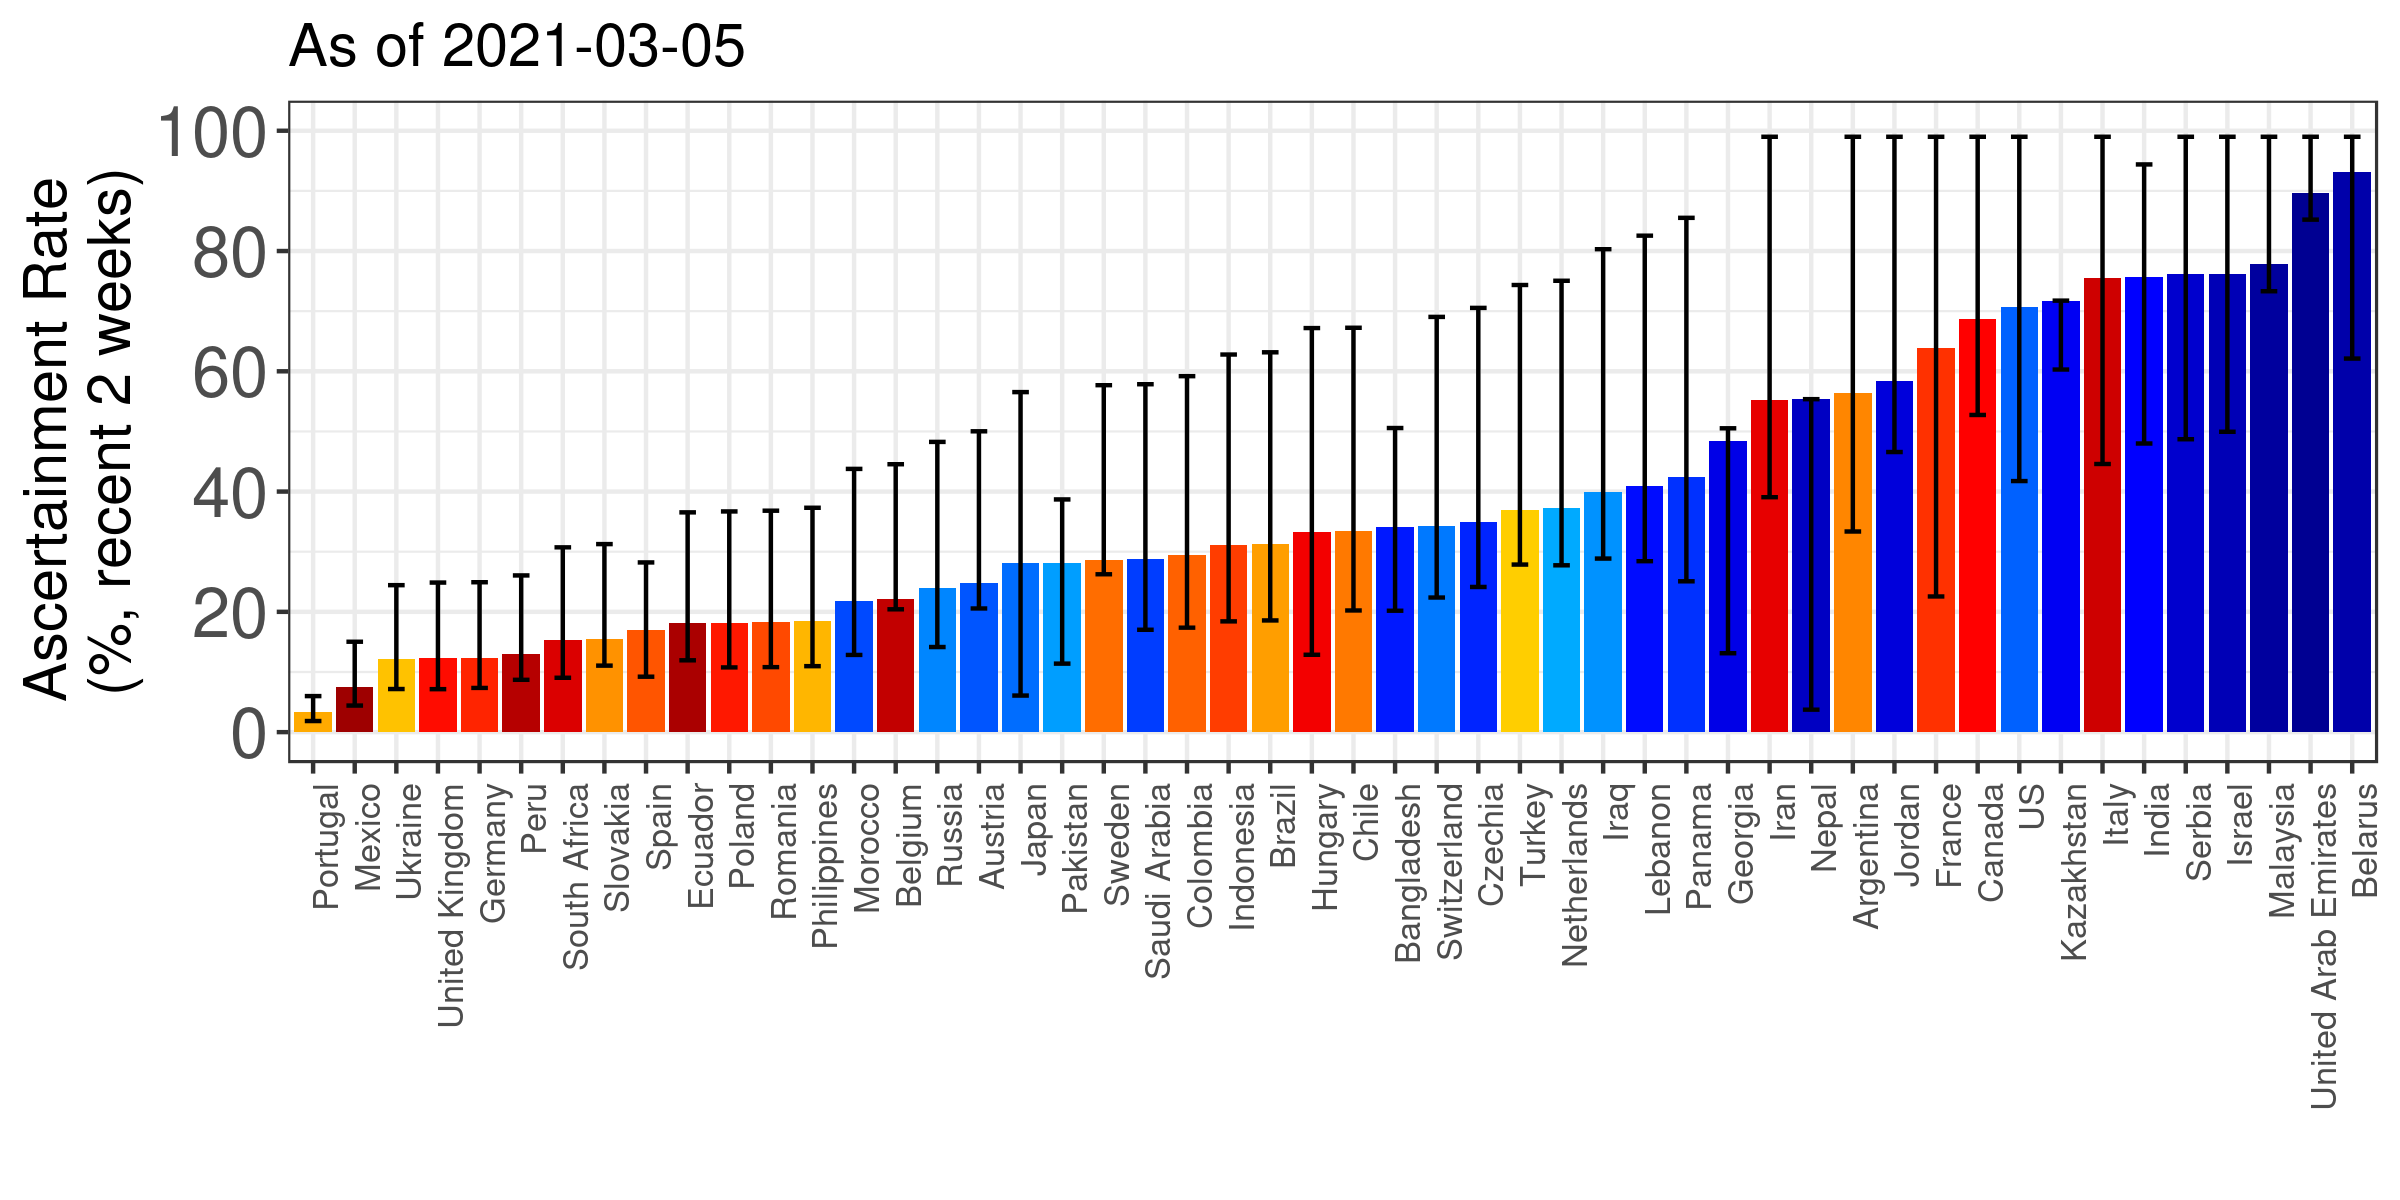 As of 2021-03-05
Ascertainment Rate
(%, recent 2 weeks)
100
80
60
40
20
0
Portugal
Mexico
Ukraine
United Kingdom
Germany
Peru
South Africa
Slovakia
Spain
Ecuador
Poland
Romania
Philippines
Morocco
Belgium
Russia
Austria
Japan
Pakistan
Sweden
Saudi Arabia
Colombia
Indonesia
Brazil
Hungary
Chile
Bangladesh
Switzerland
Czechia
Turkey
Netherlands
Iraq
Lebanon
Panama
Georgia
Iran
Nepal
Argentina
Jordan
France
Canada
US
Kazakhstan
Italy
India
Serbia
Israel
Malaysia
United Arab Emirates
Belarus